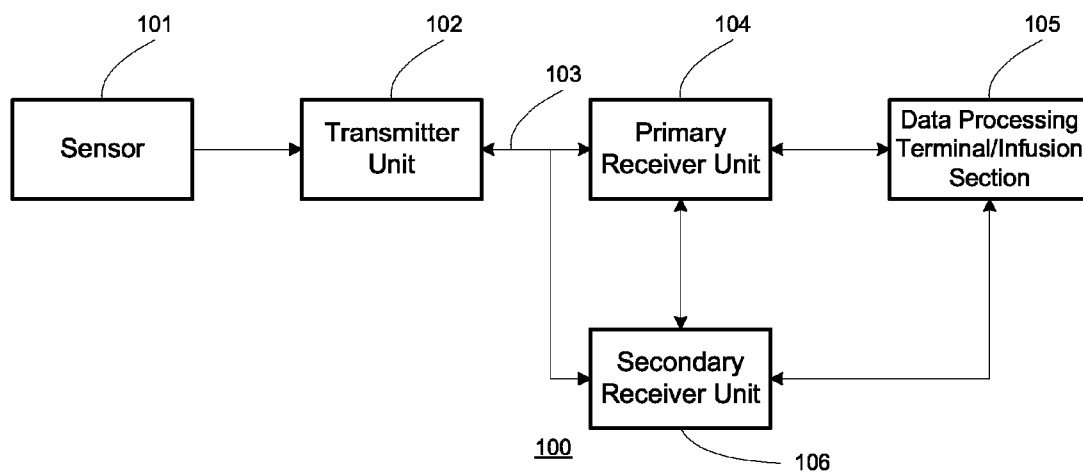 101
102
103
104
105
Sensor
Transmitter
Unit
Primary
Receiver Unit
Data Processing
Terminal/Infusion
Section
Secondary
Receiver Unit
100
106